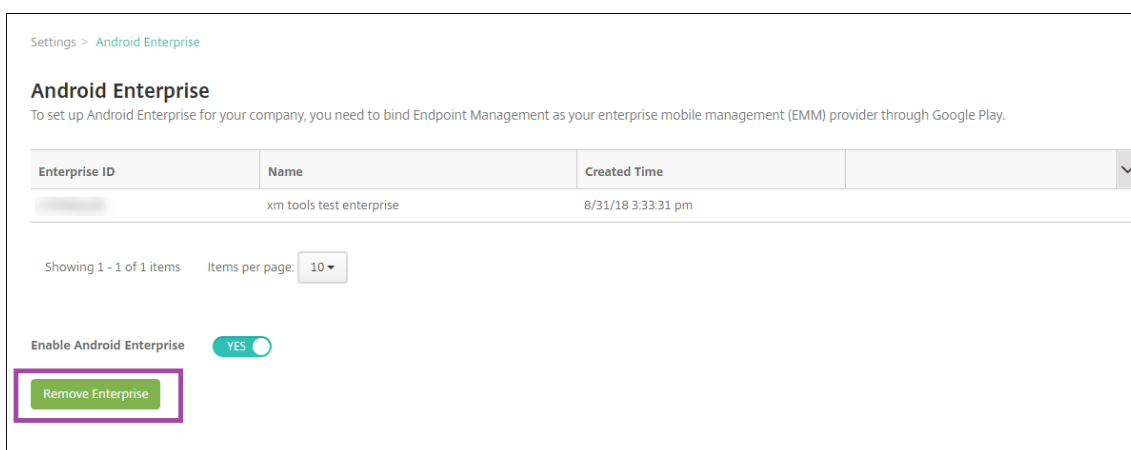 Settings > Android Enterprise
Android Enterprise
To set up Android Enterprise for your company, you need to bind Endpoint Management as your enterprise mobile management (EMM) provider through Google Play.
Enterprise ID Name Created Time
xm tools test enterprise 8/31/18 3:33:31 pm
Showing 1 - 1 of 1 items Items per page: 10
Enable Android Enterprise YES
Remove Enterprise